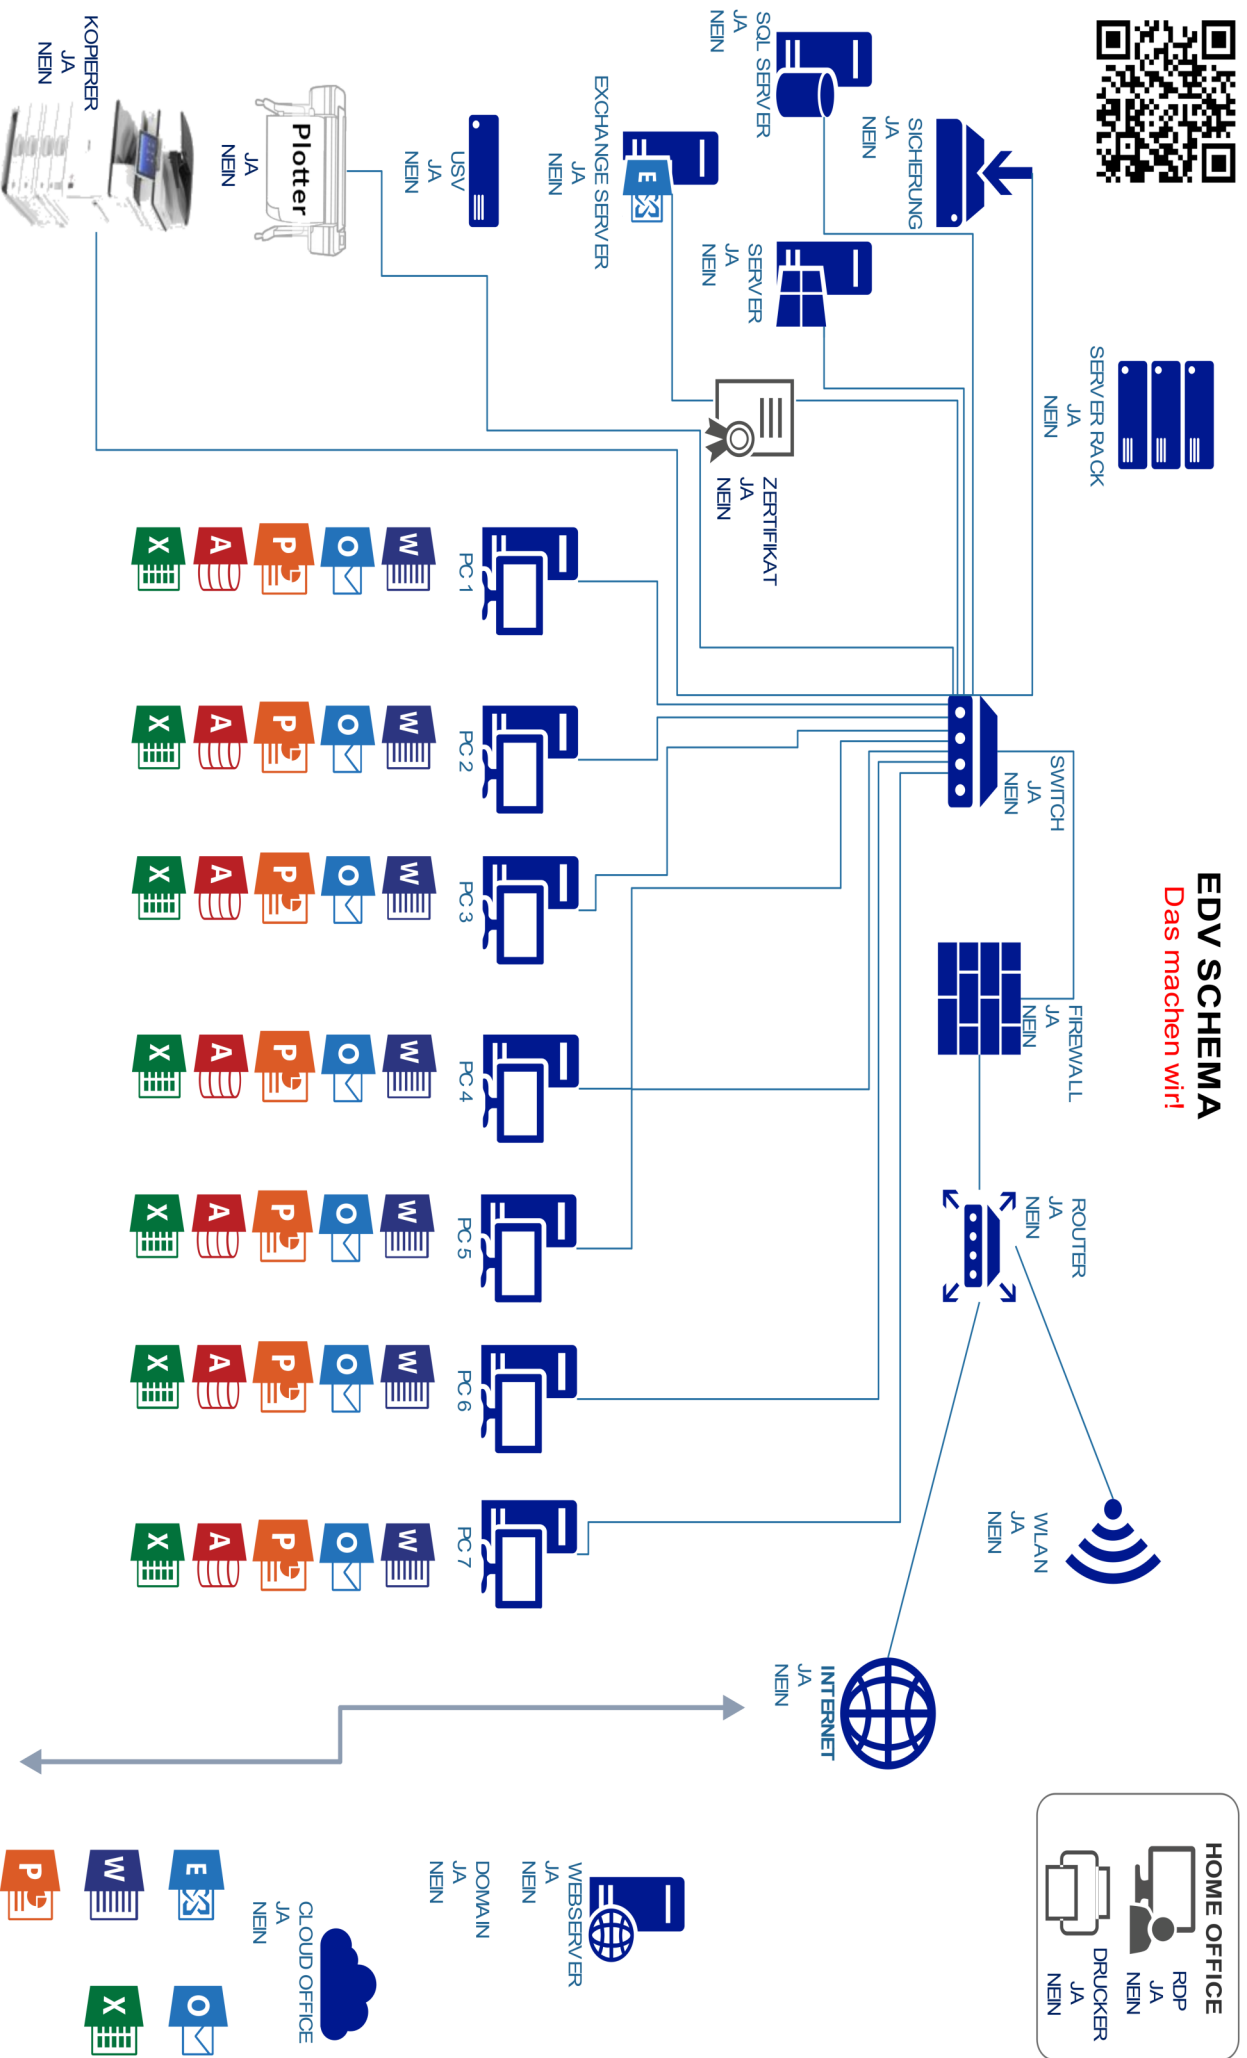 EDV SCHEMA
Das machen wir!
SERVER RACK
JA
NEIN
SICHERUNG
JA
NEIN
SQL SERVER
JA
NEIN
SERVER
JA
NEIN
EXCHANGE SERVER
JA
NEIN
E
ZERTIFIKAT
JA
NEIN
USV
JA
NEIN
Plotter
JA
NEIN
KOPIERER
JA
NEIN
SWITCH
JA
NEIN
FIREWALL
JA
NEIN
ROUTER
JA
NEIN
WLAN
JA
NEIN
INTERNET
JA
NEIN
HOME OFFICE
RDP
JA
NEIN
DRUCKER
JA
NEIN
WEBSERVER
JA
NEIN
DOMAIN
JA
NEIN
CLOUD OFFICE
JA
NEIN
E
O
W
X
P
PC 1
W
O
P
A
X
PC 2
W
O
P
A
X
PC 3
W
O
P
A
X
PC 4
W
O
P
A
X
PC 5
W
O
P
A
X
PC 6
W
O
P
A
X
PC 7
W
O
P
A
X